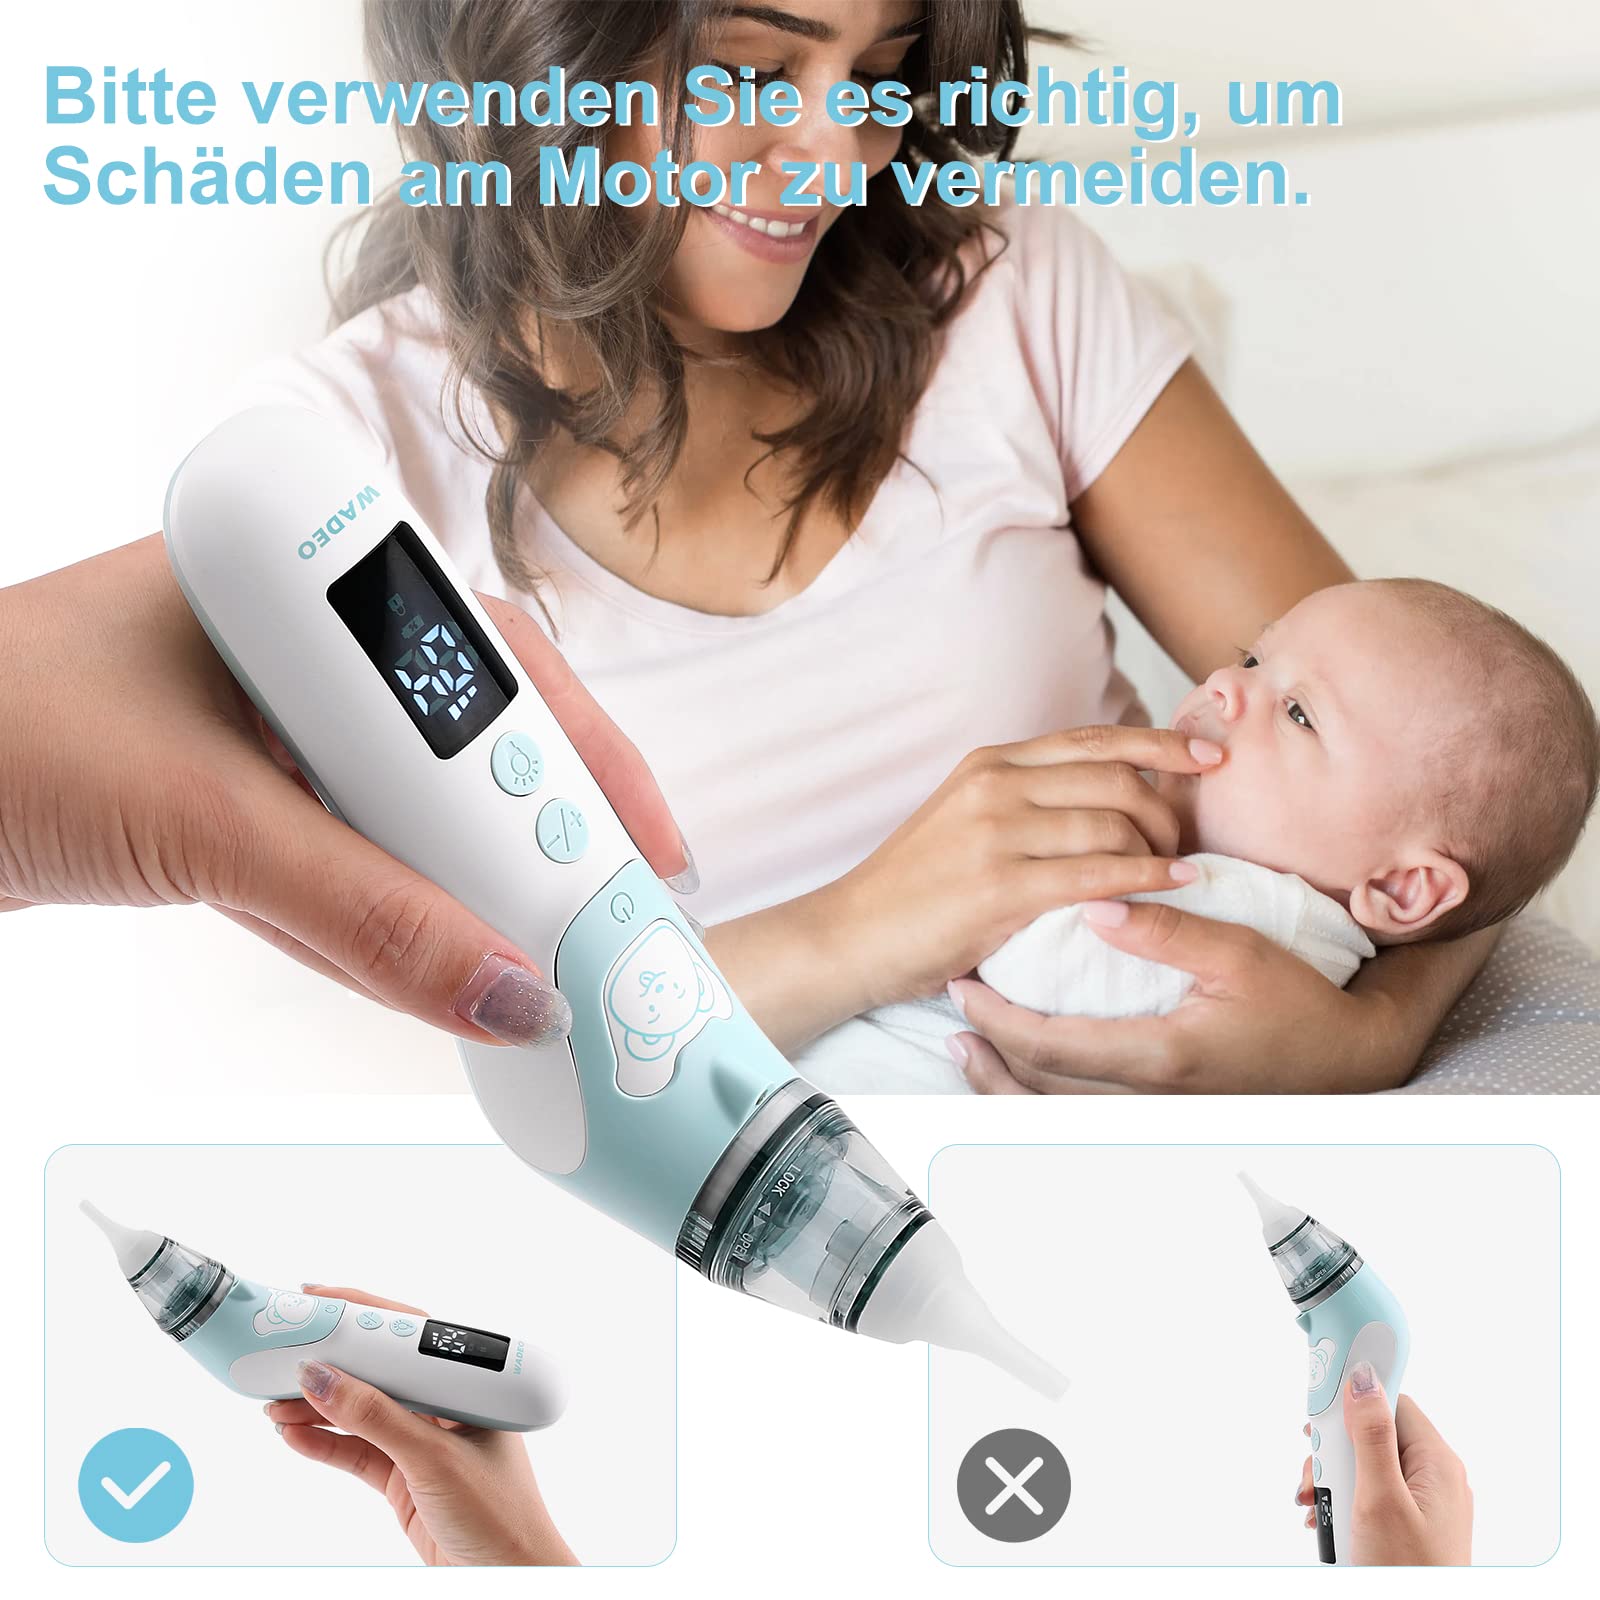 Bitte verwenden Sie es richtig, um
Schäden am Motor zu vermeiden.
WADEO
LOCK
OPEN
WADEO